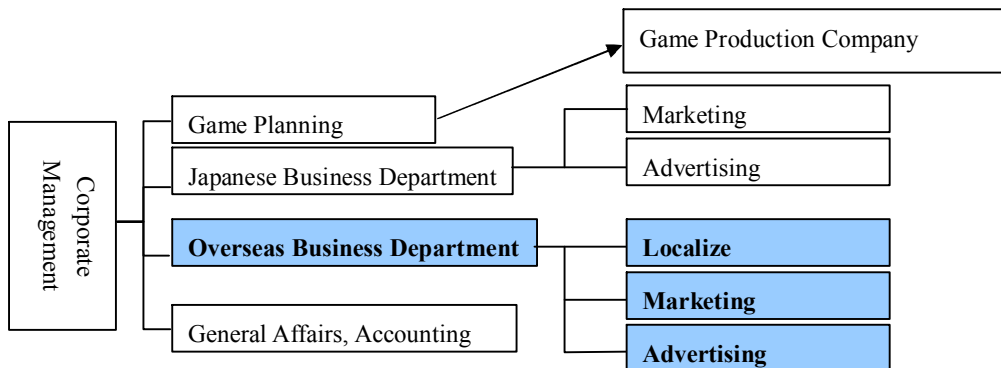 Game Production Company
Game Planning
Marketing
Japanese Business Department
Advertising
Corporate
Management
Overseas Business Department
Localize
Marketing
General Affairs, Accounting
Advertising